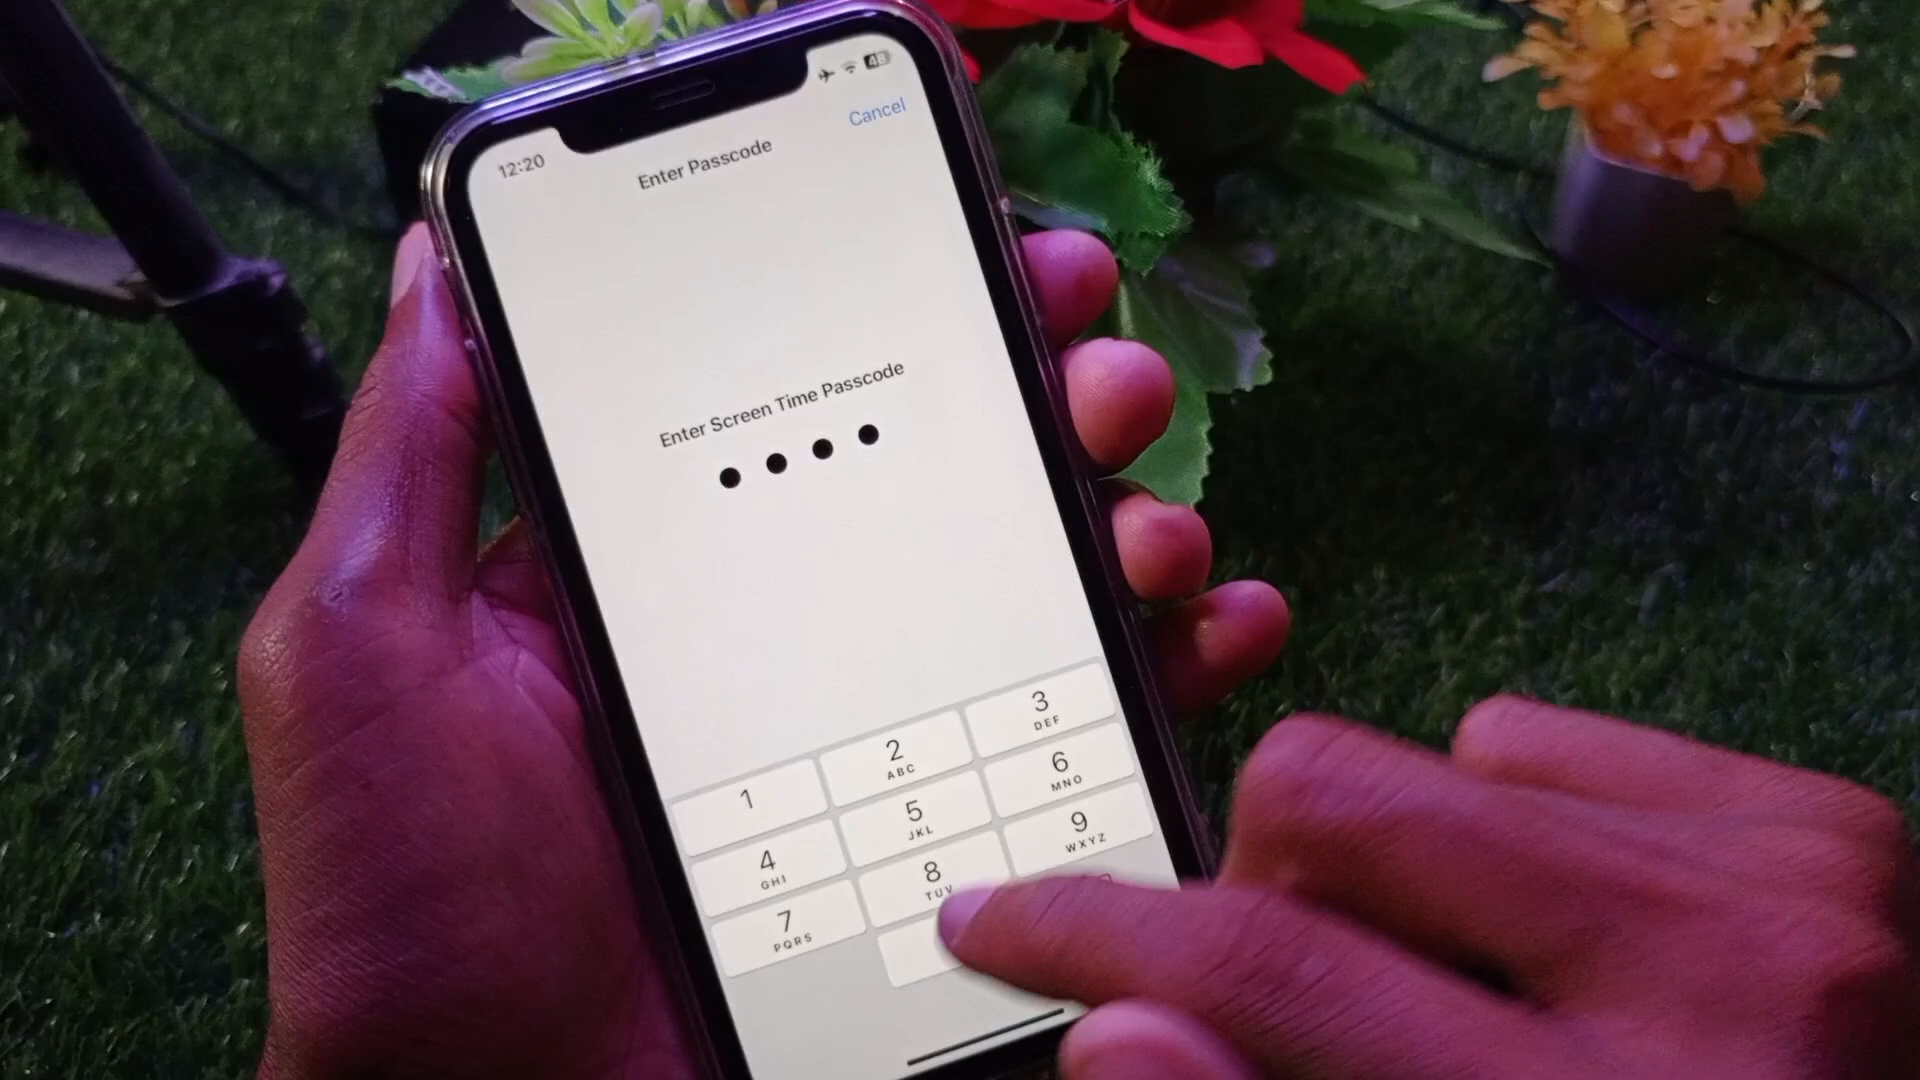 12:20
48
Cancel
Enter Passcode
Enter Screen Time Passcode
1
2
ABC
3
DEF
4
GHI
5
JKL
6
MNO
7
PQRS
8
TUV
9
WXYZ